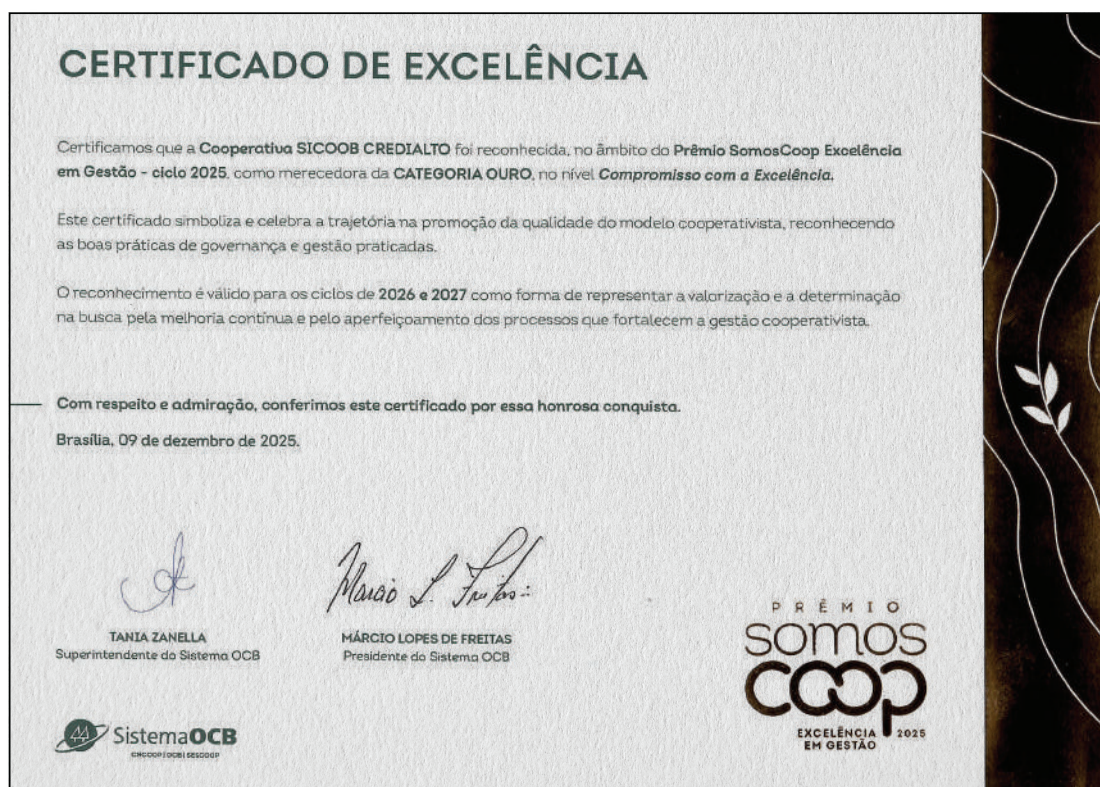 CERTIFICADO DE EXCELÊNCIA
Certificamos que a Cooperativa SICOOB CREDIALTO foi reconhecida, no âmbito do Prêmio SomosCoop Excelência
em Gestão - ciclo 2025, como merecedora da CATEGORIA OURO, no nível Compromisso com a Excelência.
Este certificado simboliza e celebra a trajetória na promoção da qualidade do modelo cooperativista, reconhecendo
as boas práticas de governança e gestão praticadas.
O reconhecimento é válido para os ciclos de 2026 e 2027 como forma de representar a valorização e a determinação
na busca pela melhoria contínua e pelo aperfeiçoamento dos processos que fortalecem a gestão cooperativista.
Com respeito e admiração, conferimos este certificado por essa honrosa conquista.
Brasília, 09 de dezembro de 2025.
Marcio L. Freitas
TANIA ZANELLA
Superintendente do Sistema OCB
MÁRCIO LOPES DE FREITAS
Presidente do Sistema OCB
PRÊMIO
somos
coop
EXCELÊNCIA 2025
EM GESTÃO
SistemaOCB
CNCOOP | OCB | SESCOOP